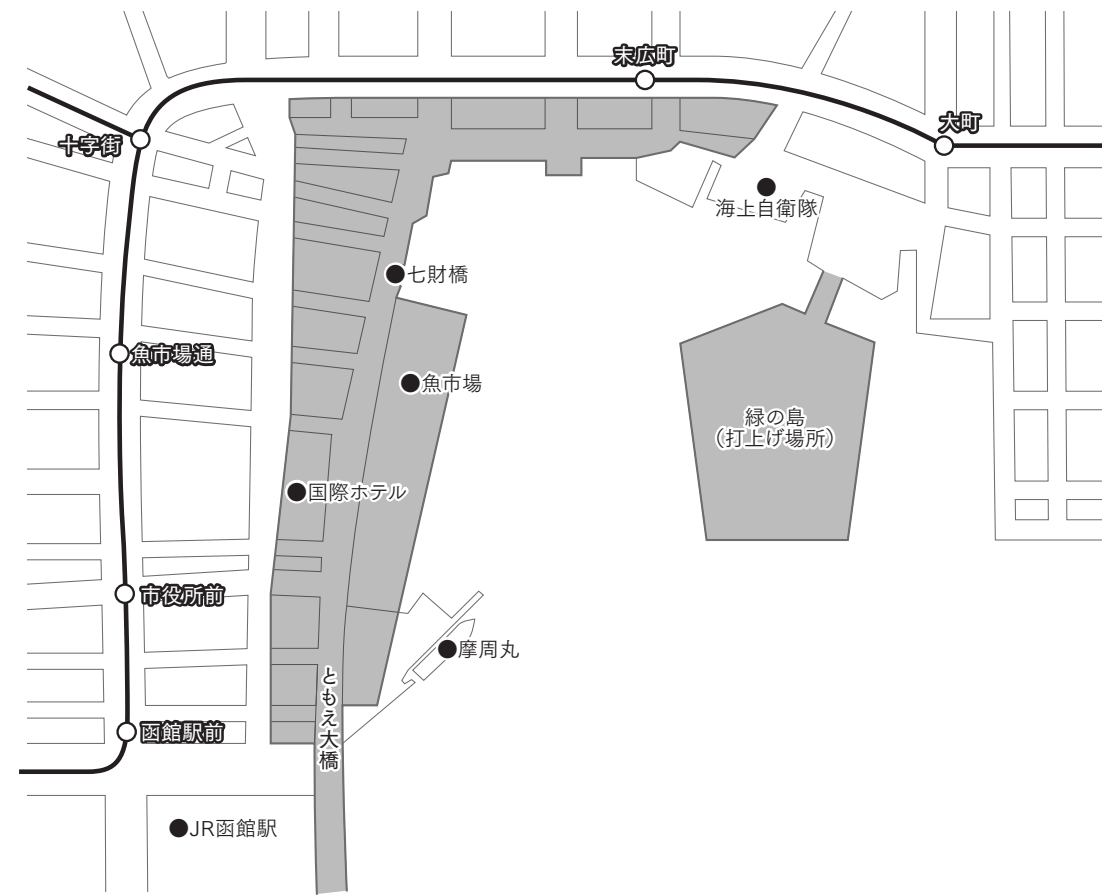 末広町
大町
十字街
海上自衛隊
七財橋
魚市場通
魚市場
緑の島
（打上げ場所）
国際ホテル
市役所前
摩周丸
ともえ大橋
函館駅前
JR函館駅